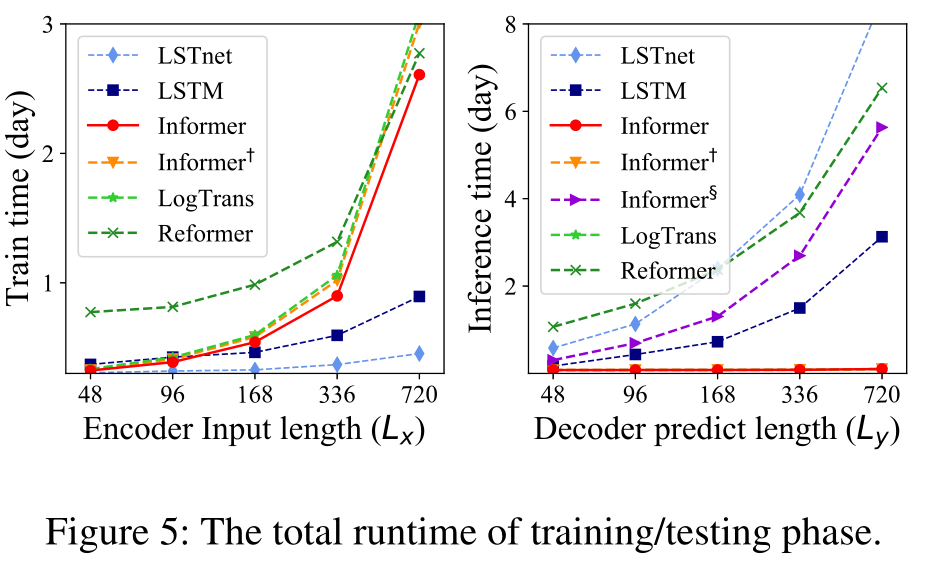 3
2
1
Train time (day)
LSTnet
LSTM
Informer
Informer†
LogTrans
Reformer
48 96 168 336 720
Encoder Input length (Lₓ)
8
6
4
2
Inference time (day)
LSTnet
LSTM
Informer
Informer†
Informer§
LogTrans
Reformer
48 96 168 336 720
Decoder predict length (Ly)
Figure 5: The total runtime of training/testing phase.